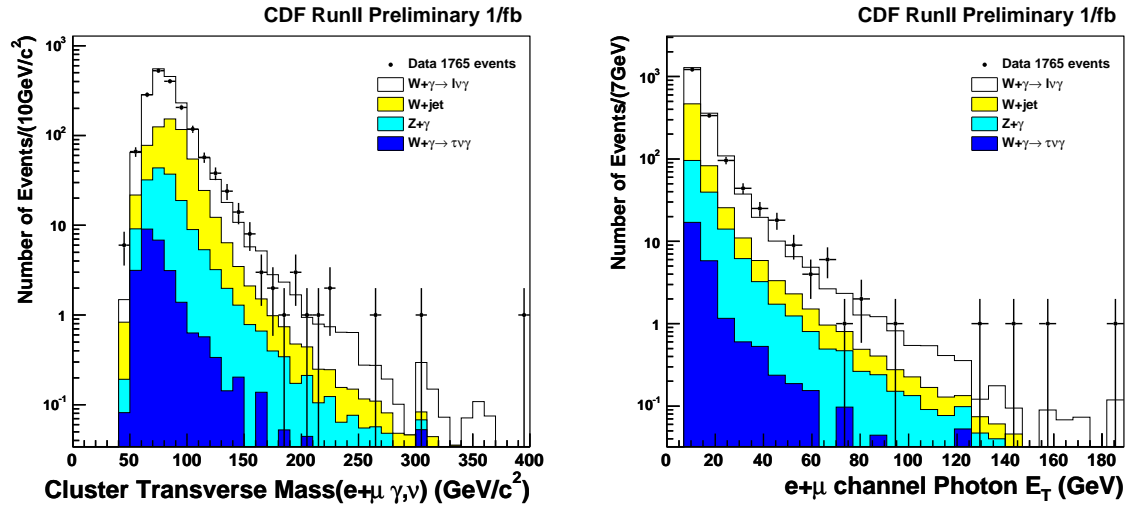 CDF RunII Preliminary 1/fb
Number of Events/(10GeV/c²)
10³
10²
10
1
10⁻¹
Data 1765 events
W+γ→ lνγ
W+jet
Z+γ
W+γ→ τνγ
0 50 100 150 200 250 300 350 400
Cluster Transverse Mass(e+μ γ,ν) (GeV/c²)
CDF RunII Preliminary 1/fb
Number of Events/(7GeV)
10³
10²
10
1
10⁻¹
Data 1765 events
W+γ→ lνγ
W+jet
Z+γ
W+γ→ τνγ
0 20 40 60 80 100 120 140 160 180
e+μ channel Photon E_T (GeV)